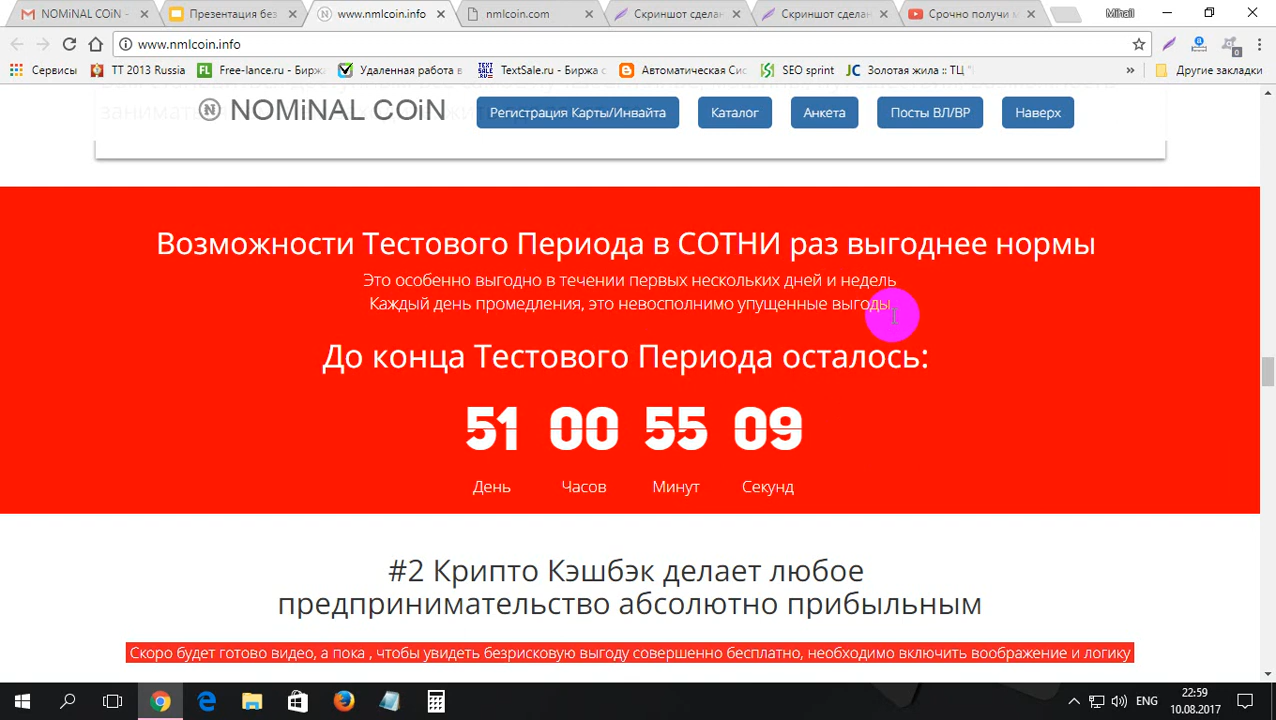 NOMiNAL COiN -
Презентация без
www.nmlcoin.info
nmlcoin.com
Скриншот сделан
Скриншот сделан
Срочно получи м
Mihail
www.nmlcoin.info
Сервисы
TT 2013 Russia
Free-lance.ru - Биржа
Удаленная работа в
TextSale.ru - Биржа с
Автоматическая Сис
SEO sprint
Золотая жила :: ТЦ "
»
Другие закладки
NOMiNAL COiN
Регистрация Карты/Инвайта
Каталог
Анкета
Посты ВЛ/ВР
Наверх
Возможности Тестового Периода в СОТНИ раз выгоднее нормы
Это особенно выгодно в течении первых нескольких дней и недель
Каждый день промедления, это невосполнимо упущенные выгоды
До конца Тестового Периода осталось:
51 00 55 09
День Часов Минут Секунд
#2 Крипто Кэшбэк делает любое
предпринимательство абсолютно прибыльным
Скоро будет готово видео, а пока , чтобы увидеть безрисковую выгоду совершенно бесплатно, необходимо включить воображение и логику
ENG
22:59
10.08.2017